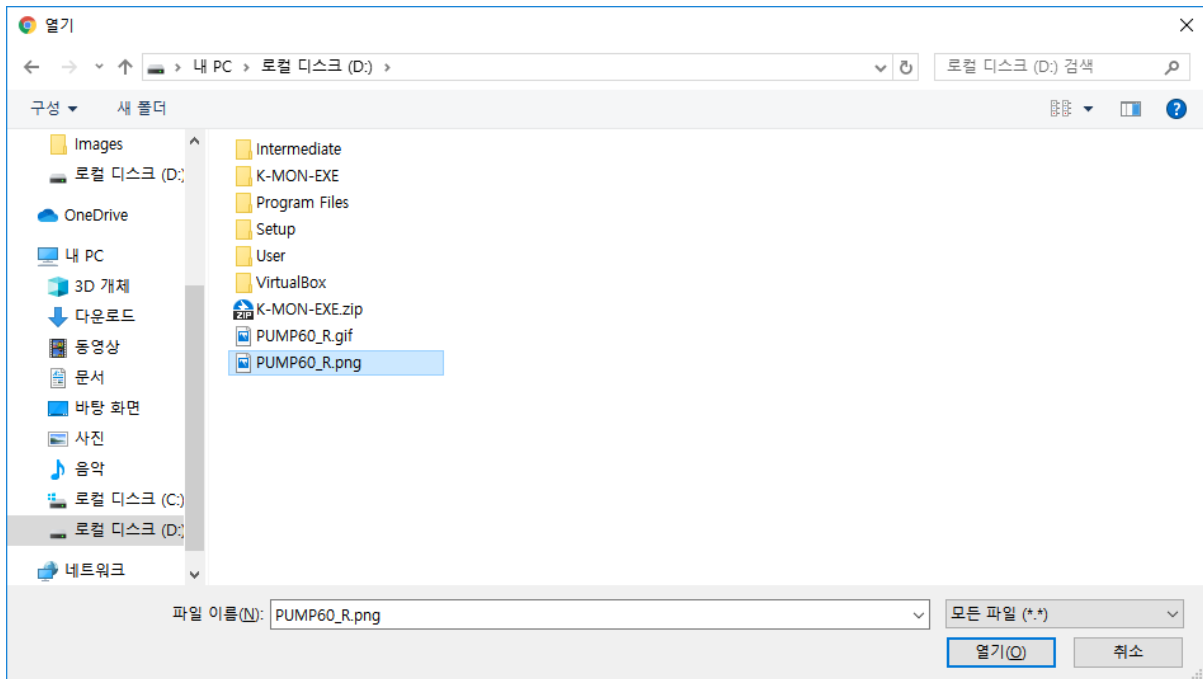 열기
내 PC › 로컬 디스크 (D:) ›
로컬 디스크 (D:) 검색
구성
새 폴더
Images
로컬 디스크 (D:)
OneDrive
내 PC
3D 개체
다운로드
동영상
문서
바탕 화면
사진
음악
로컬 디스크 (C:)
로컬 디스크 (D:)
네트워크
Intermediate
K-MON-EXE
Program Files
Setup
User
VirtualBox
K-MON-EXE.zip
PUMP60_R.gif
PUMP60_R.png
파일 이름(N): PUMP60_R.png
모든 파일 (*.*)
열기(O)
취소